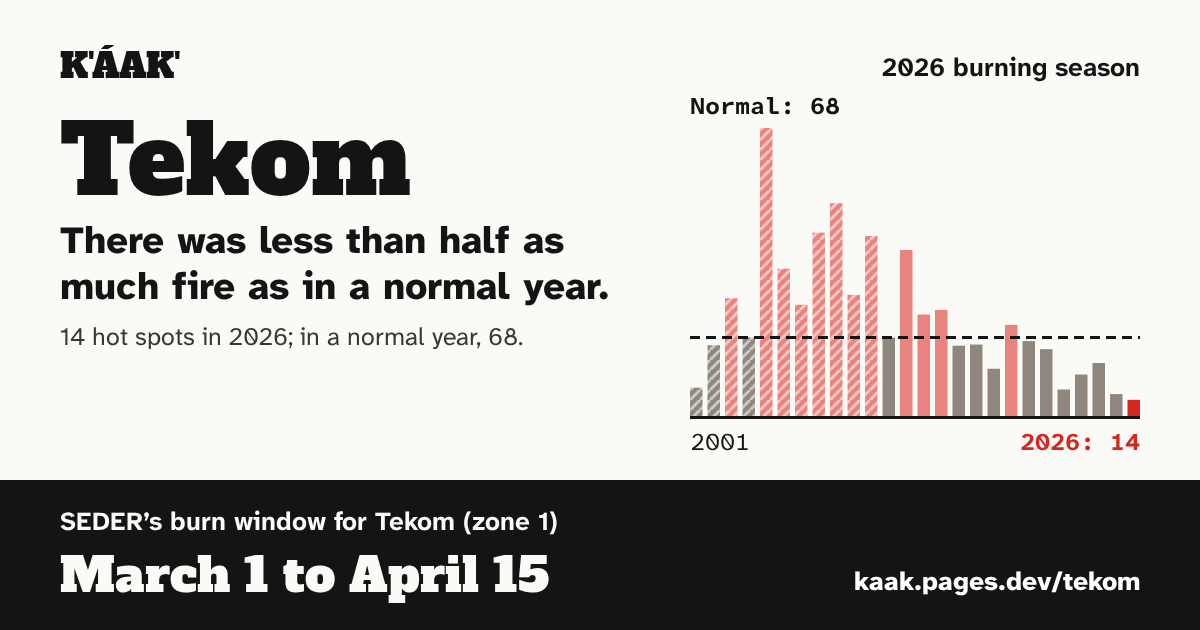 K'ÁAK'
2026 burning season
Tekom
There was less than half as
much fire as in a normal year.
14 hot spots in 2026; in a normal year, 68.
Normal: 68
2001
2026: 14
SEDER’s burn window for Tekom (zone 1)
March 1 to April 15
kaak.pages.dev/tekom